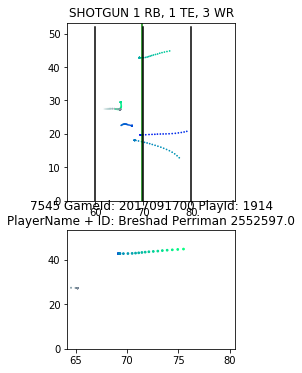 SHOTGUN 1 RB, 1 TE, 3 WR
50
40
30
20
10
0
60 70 80
7545 GameId: 2017091700 PlayId: 1914
PlayerName + ID: Breshad Perriman 2552597.0
40
20
0
65 70 75 80